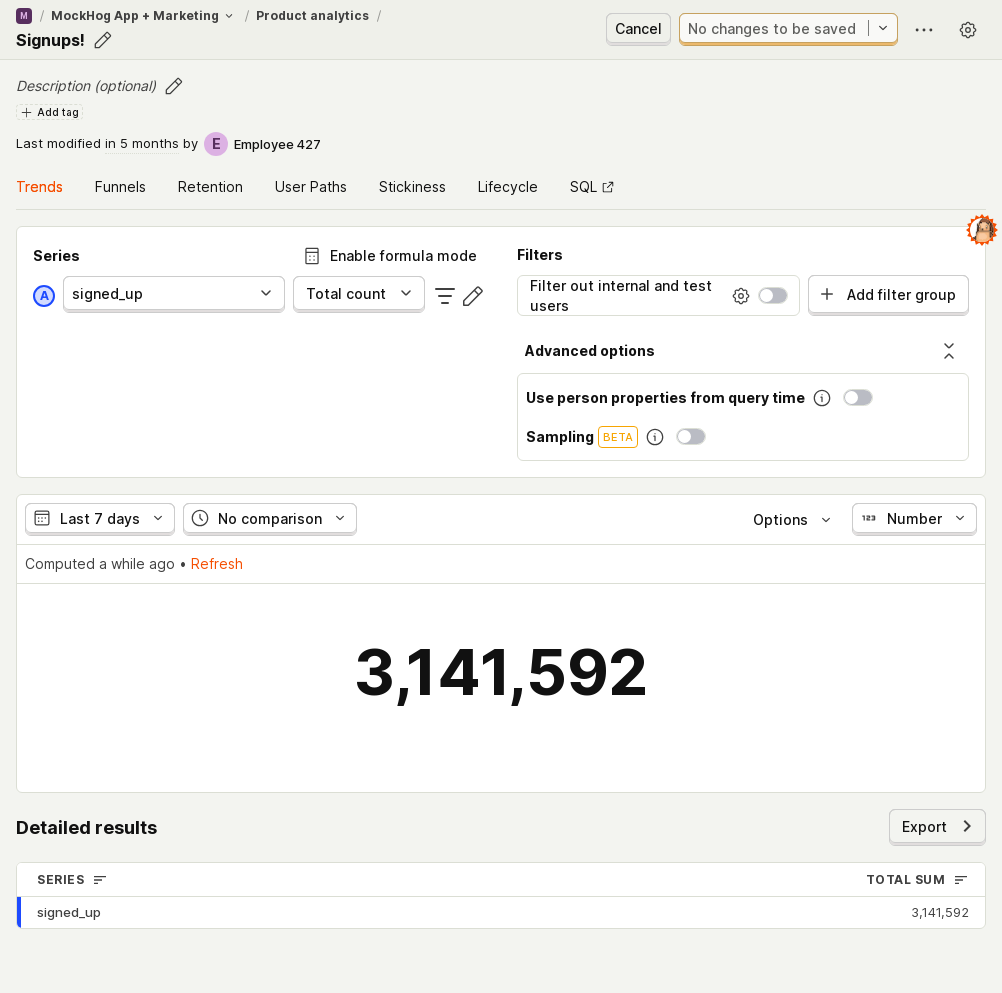 M / MockHog App + Marketing / Product analytics /
Signups!
Cancel
No changes to be saved
Description (optional)
Add tag
Last modified in 5 months by E Employee 427
Trends Funnels Retention User Paths Stickiness Lifecycle SQL
Series
Enable formula mode
A signed_up Total count
Filters
Filter out internal and test
users
Add filter group
Advanced options
Use person properties from query time
Sampling BETA
Last 7 days No comparison Options 123 Number
Computed a while ago • Refresh
3,141,592
Detailed results
Export
SERIES TOTAL SUM
signed_up 3,141,592